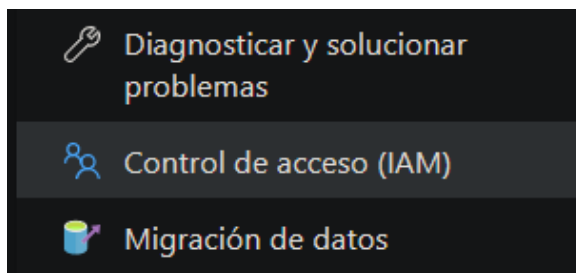 Diagnosticar y solucionar
problemas
Control de acceso (IAM)
Migración de datos